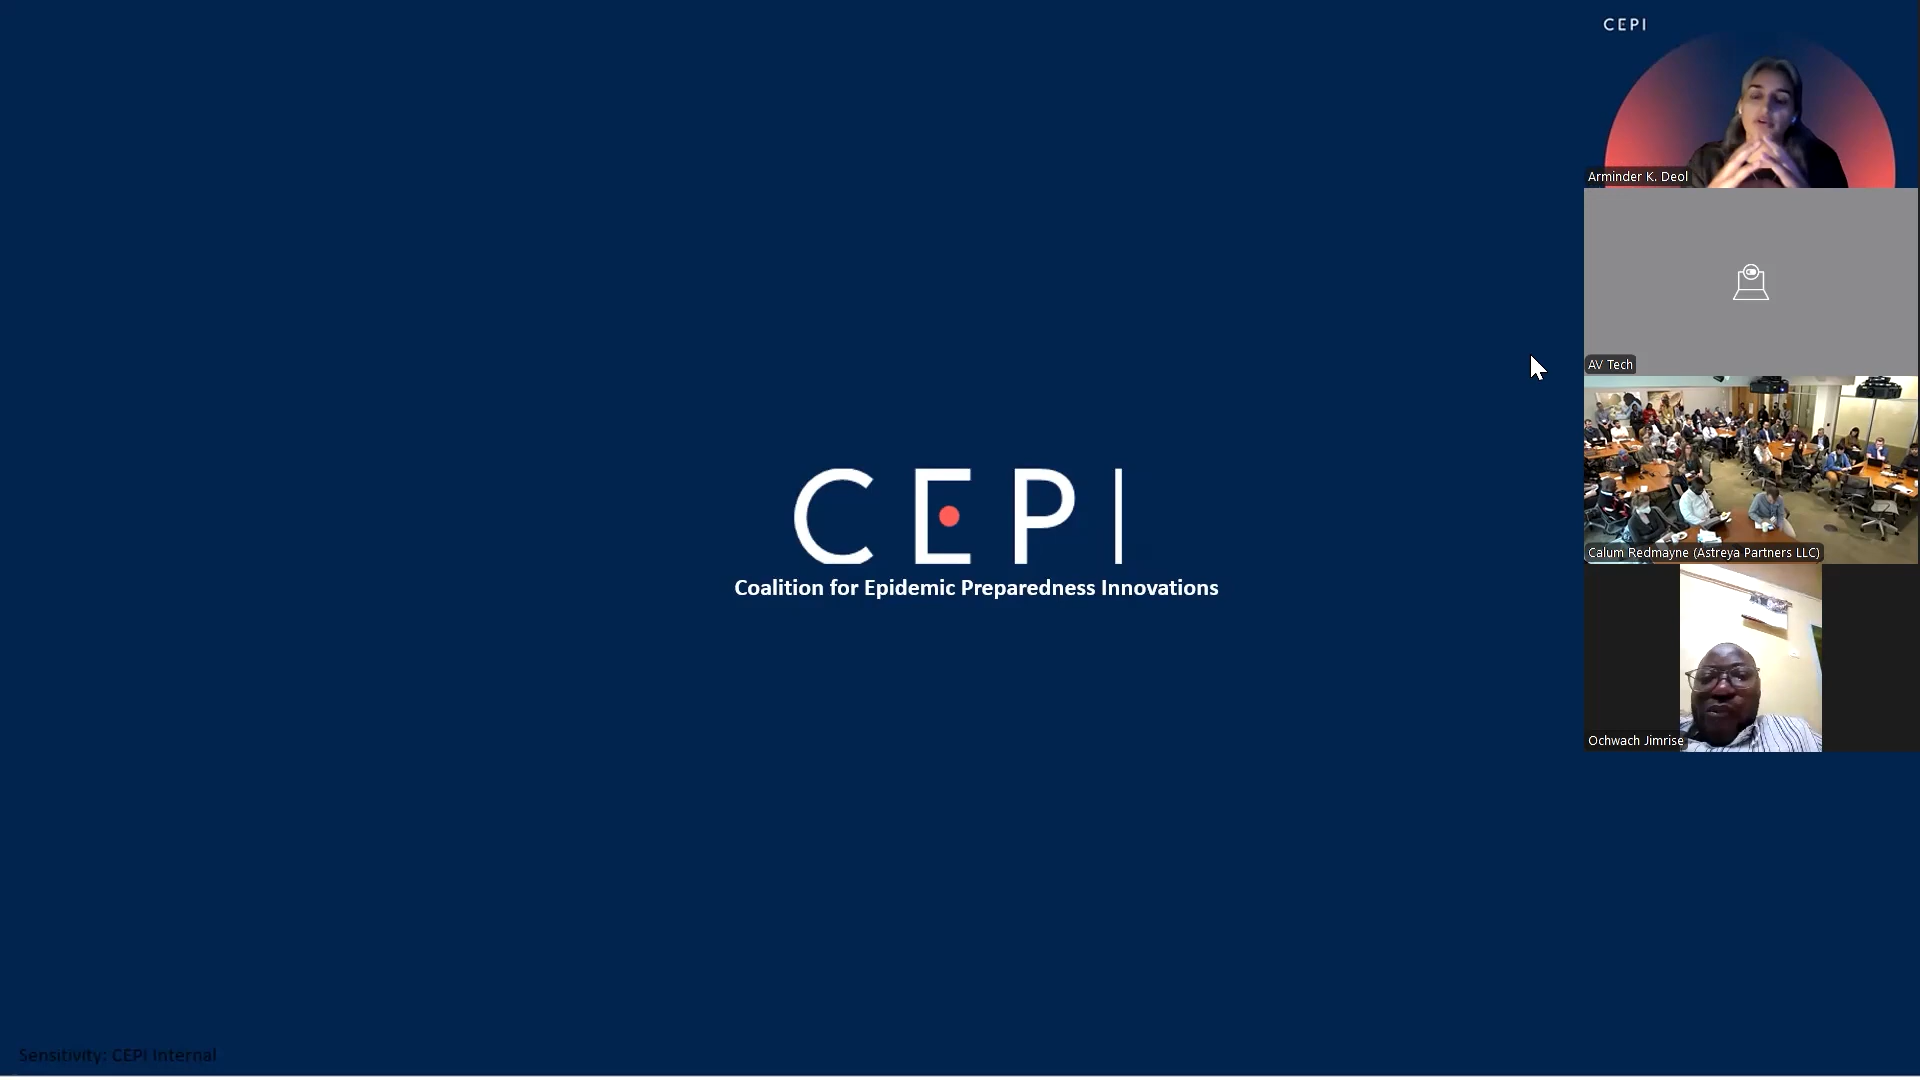 CEPI
Coalition for Epidemic Preparedness Innovations
Sensitivity: CEPI Internal
CEPI
Arminder K. Deol
AV Tech
Calum Redmayne (Astreya Partners LLC)
Ochwach Jimrise